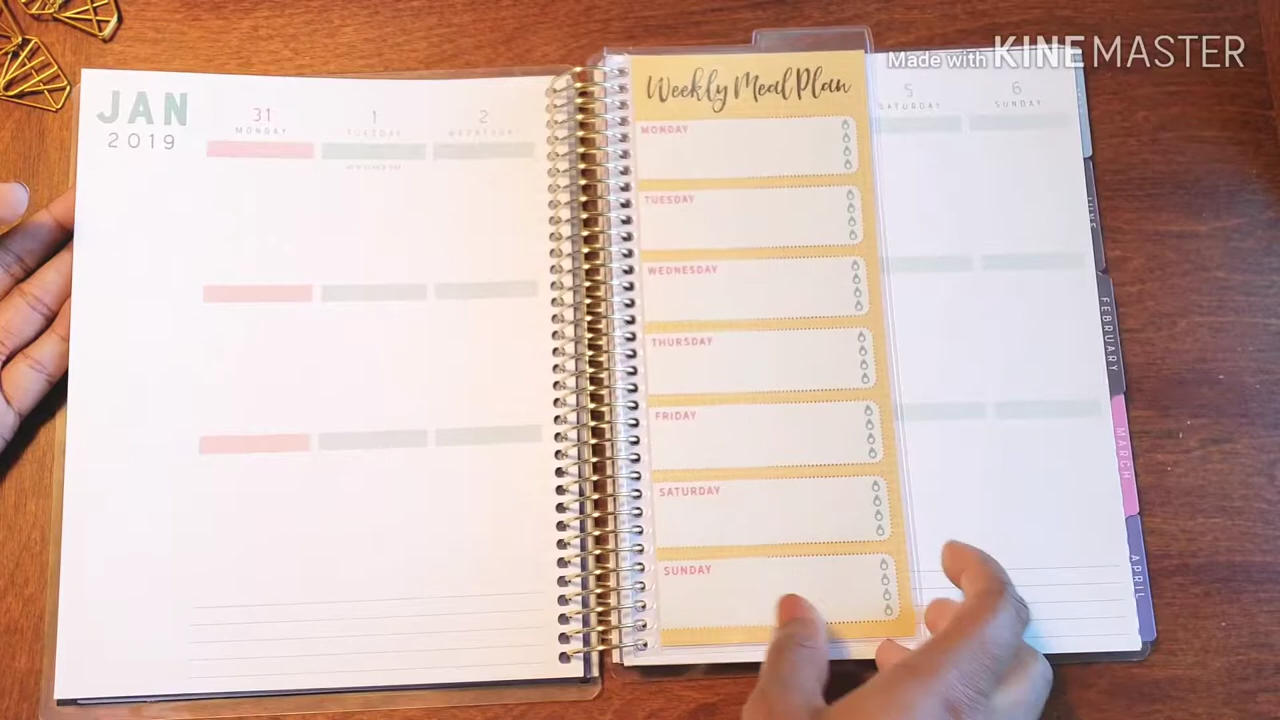 Made with KINEMASTER
JAN
2019
31
MONDAY
1
TUESDAY
2
WEDNESDAY
Weekly Meal Plan
MONDAY
TUESDAY
WEDNESDAY
THURSDAY
FRIDAY
SATURDAY
SUNDAY
5
SATURDAY
6
SUNDAY
JUNE
FEBRUARY
MARCH
APRIL